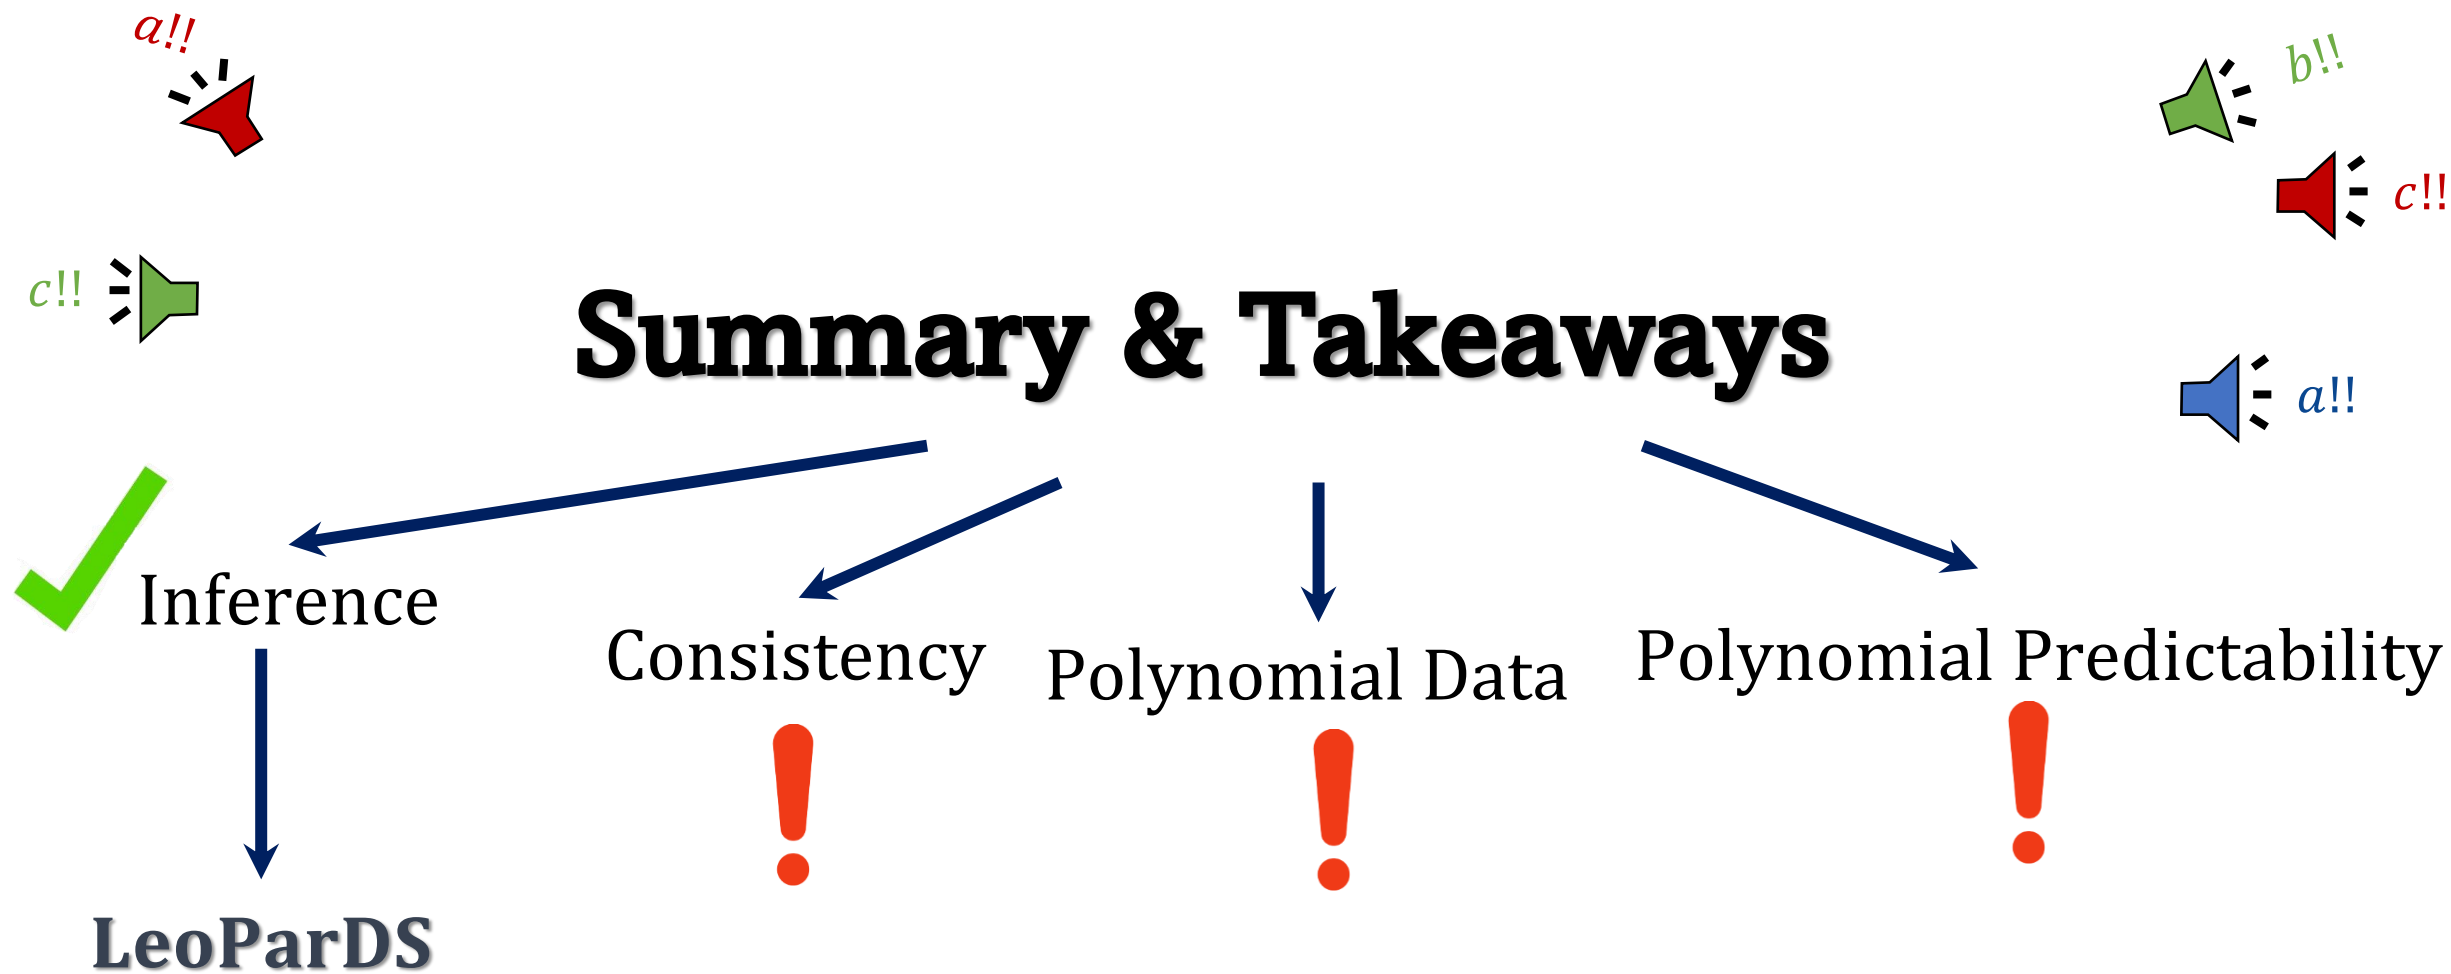 a!!
b!!
c!!
c!!
Summary & Takeaways
a!!
Inference
Consistency
Polynomial Data
Polynomial Predictability
LeoParDS